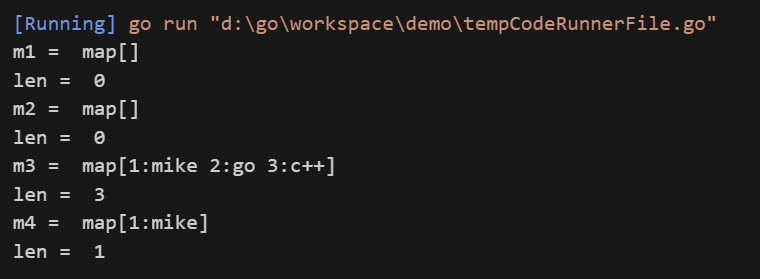 [Running] go run "d:\go\workspace\demo\tempCodeRunnerFile.go"
m1 =  map[]
len =  0
m2 =  map[]
len =  0
m3 =  map[1:mike 2:go 3:c++]
len =  3
m4 =  map[1:mike]
len =  1